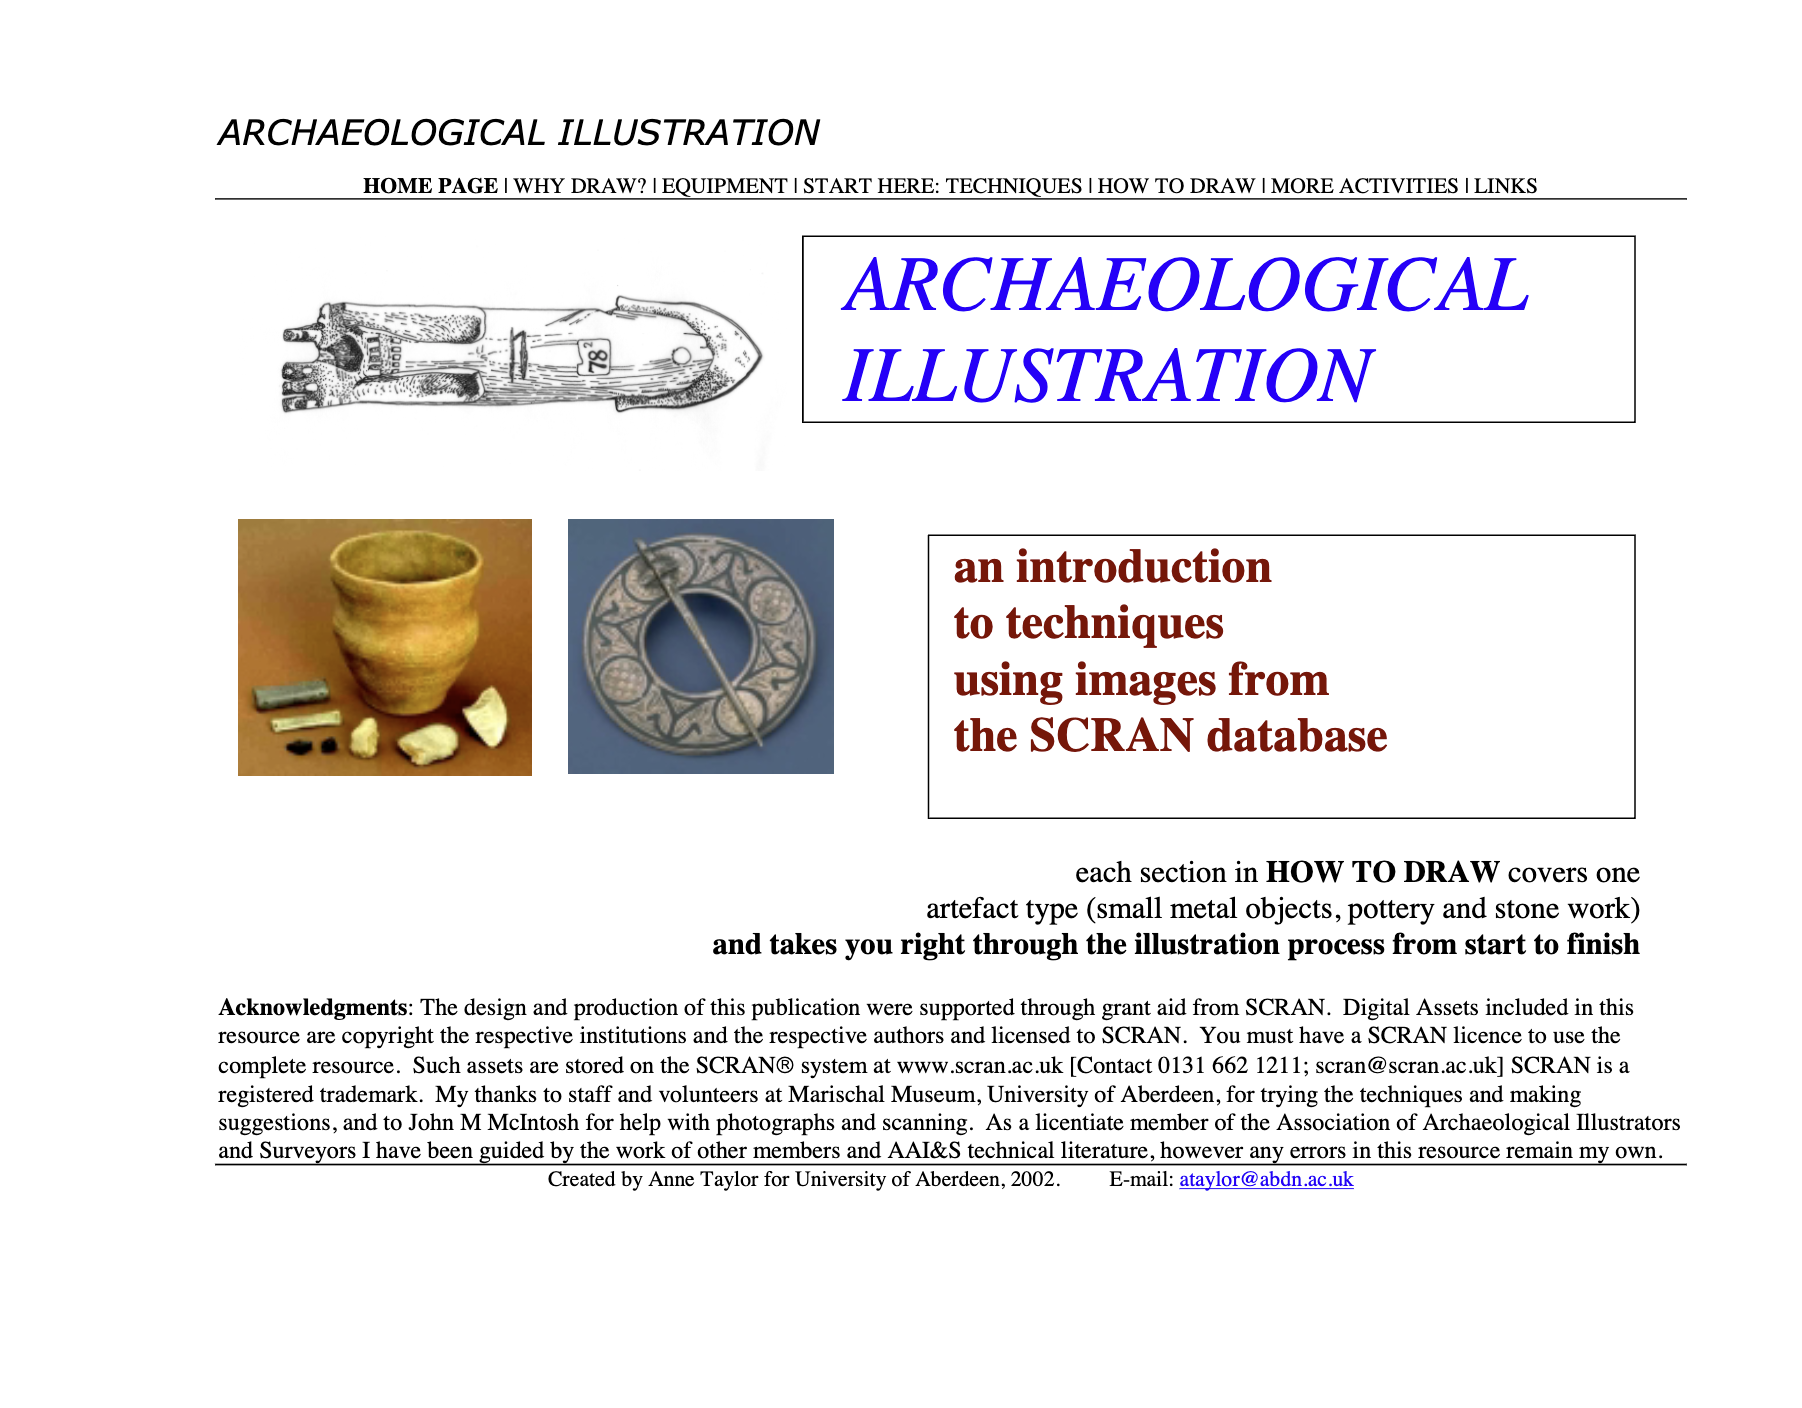 ARCHAEOLOGICAL ILLUSTRATION
HOME PAGE | WHY DRAW? | EQUIPMENT | START HERE: TECHNIQUES | HOW TO DRAW | MORE ACTIVITIES | LINKS
78²
ARCHAEOLOGICAL
ILLUSTRATION
an introduction
to techniques
using images from
the SCRAN database
each section in HOW TO DRAW covers one
artefact type (small metal objects, pottery and stone work)
and takes you right through the illustration process from start to finish
Acknowledgments: The design and production of this publication were supported through grant aid from SCRAN.  Digital Assets included in this
resource are copyright the respective institutions and the respective authors and licensed to SCRAN.  You must have a SCRAN licence to use the
complete resource.  Such assets are stored on the SCRAN® system at www.scran.ac.uk [Contact 0131 662 1211; scran@scran.ac.uk] SCRAN is a
registered trademark.  My thanks to staff and volunteers at Marischal Museum, University of Aberdeen, for trying the techniques and making
suggestions, and to John M McIntosh for help with photographs and scanning.  As a licentiate member of the Association of Archaeological Illustrators
and Surveyors I have been guided by the work of other members and AAI&S technical literature, however any errors in this resource remain my own.
Created by Anne Taylor for University of Aberdeen, 2002. E-mail: ataylor@abdn.ac.uk